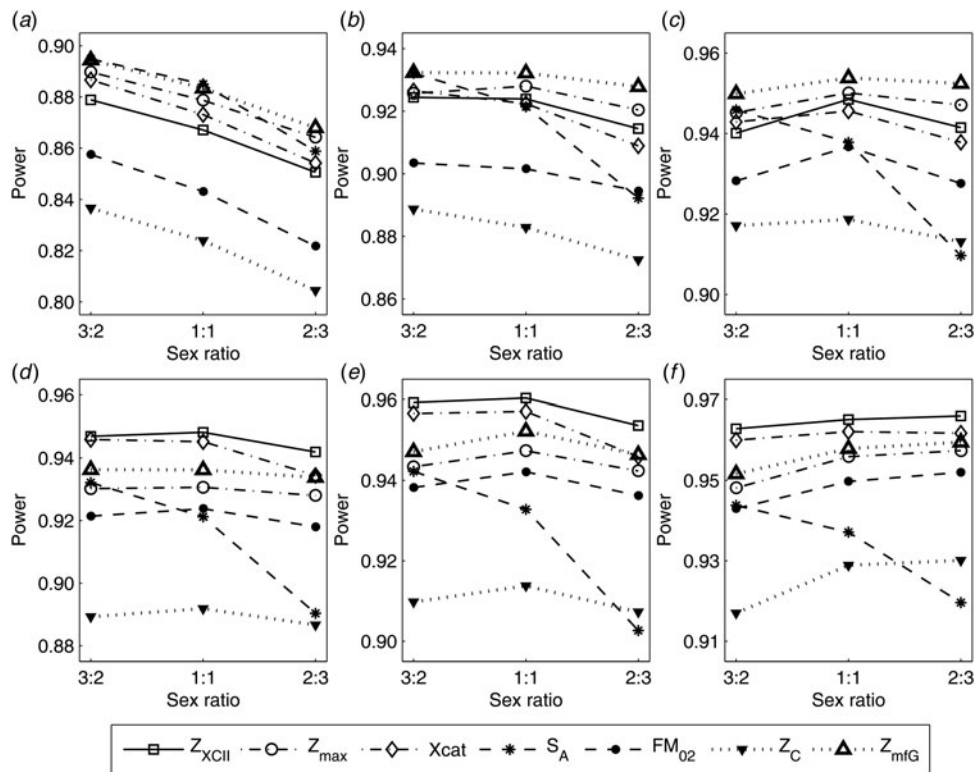 (a) (b) (c)
0.90 0.94 0.96
0.88 0.92 0.94
0.86 0.90 0.92
0.84 0.88 0.90
0.82 0.86
0.80
Power Power Power
3:2 1:1 2:3 3:2 1:1 2:3 3:2 1:1 2:3
Sex ratio Sex ratio Sex ratio
(d) (e) (f)
0.96 0.96 0.97
0.94 0.94 0.95
0.92 0.92 0.93
0.90 0.90 0.91
0.88
Power Power Power
3:2 1:1 2:3 3:2 1:1 2:3 3:2 1:1 2:3
Sex ratio Sex ratio Sex ratio
Z_XCII Z_max Xcat S_A FM_02 Z_C Z_mfG